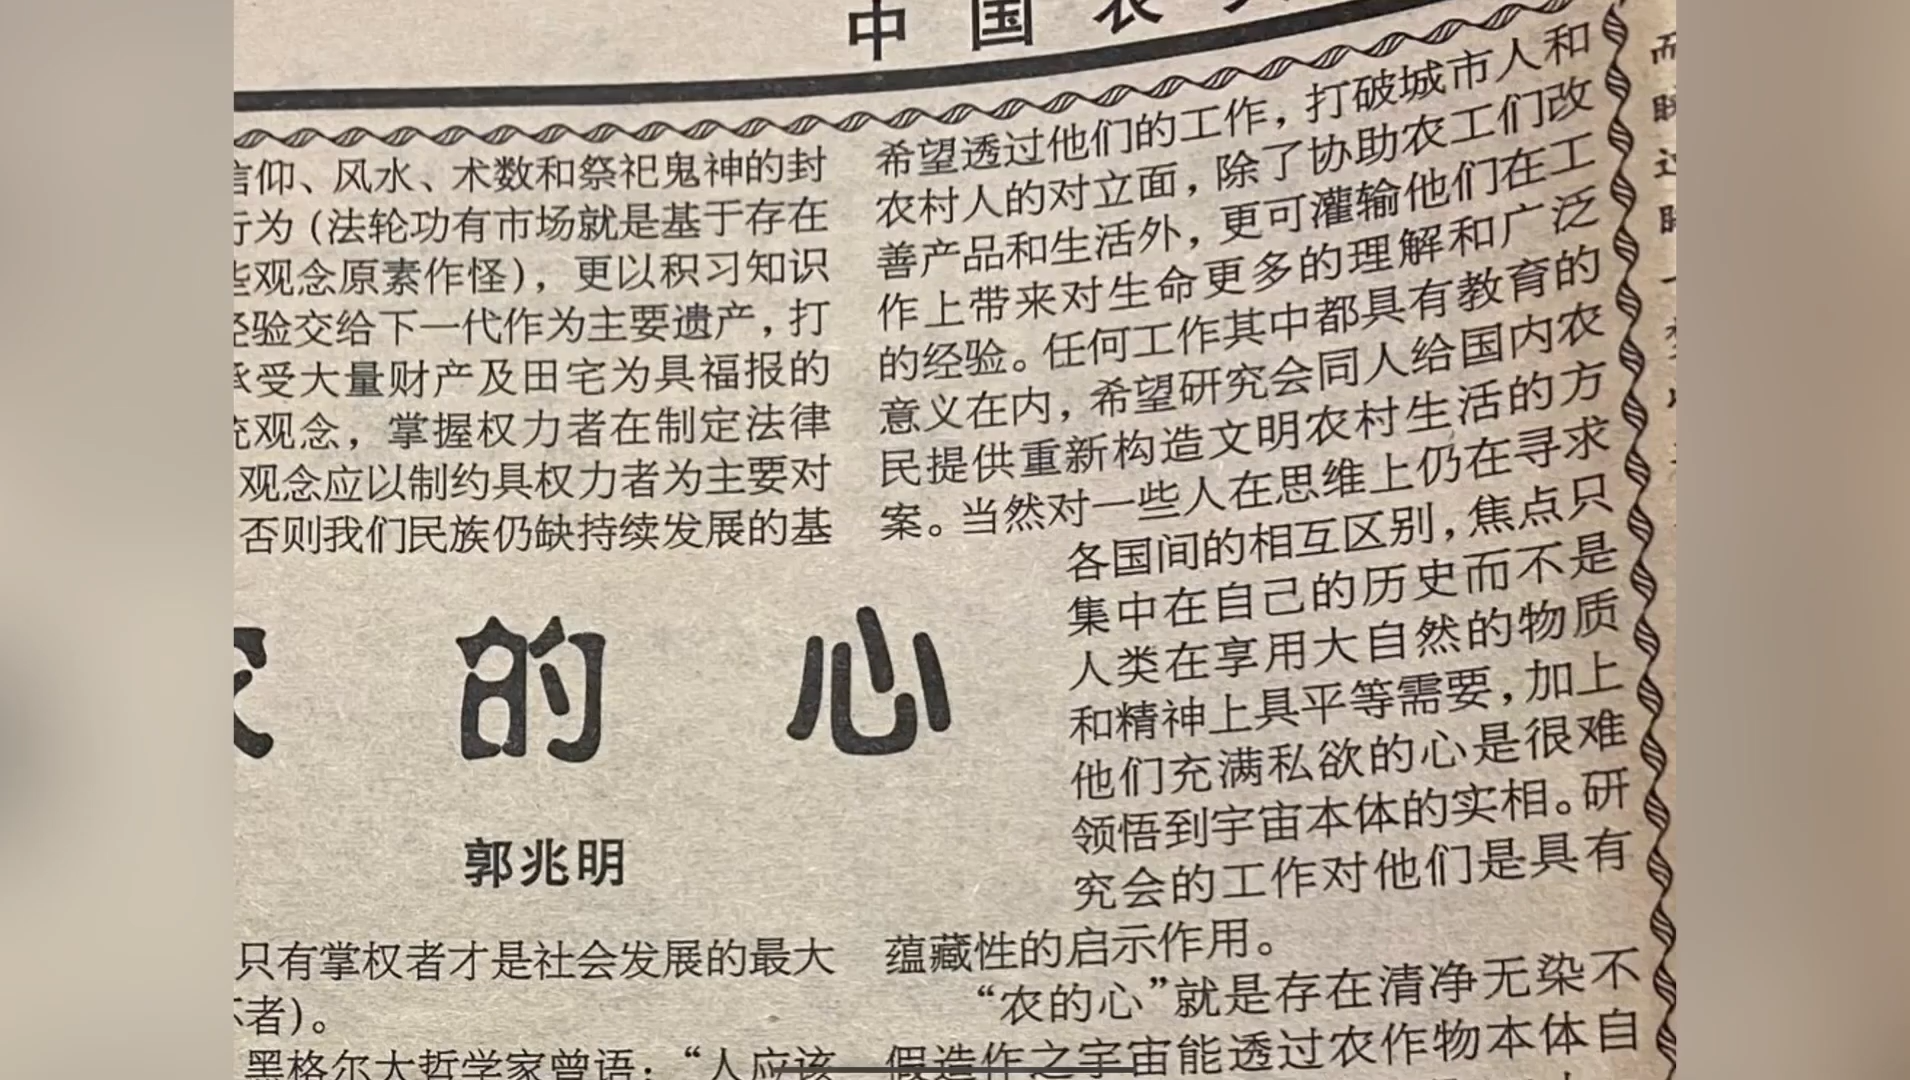 中国农
信仰、风水、术数和祭祀鬼神的封
行为(法轮功有市场就是基于存在
些观念原素作怪),更以积习知识
经验交给下一代作为主要遗产,打
承受大量财产及田宅为具福报的
统观念,掌握权力者在制定法律
观念应以制约具权力者为主要对
否则我们民族仍缺持续发展的基
农的心
郭兆明
只有掌权者才是社会发展的最大
坏者)。
黑格尔大哲学家曾语:“人应该
希望透过他们的工作,打破城市人和
农村人的对立面,除了协助农工们改
善产品和生活外,更可灌输他们在工
作上带来对生命更多的理解和广泛
的经验。任何工作其中都具有教育的
意义在内,希望研究会同人给国内农
民提供重新构造文明农村生活的方
案。当然对一些人在思维上仍在寻求
各国间的相互区别,焦点只
集中在自己的历史而不是
人类在享用大自然的物质
和精神上具平等需要,加上
他们充满私欲的心是很难
领悟到宇宙本体的实相。研
究会的工作对他们是具有
蕴藏性的启示作用。
“农的心”就是存在清净无染不
假造作之宇宙能透过农作物本体自
而